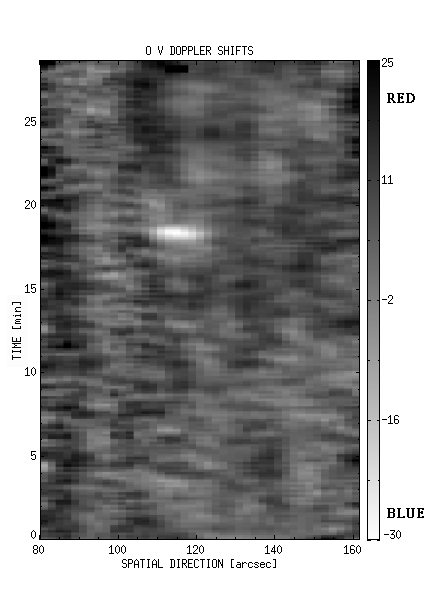 O V DOPPLER SHIFTS
25
RED
25
11
20
TIME [min]
15
-2
10
-16
5
BLUE
0
-30
80 100 120 140 160
SPATIAL DIRECTION [arcsec]